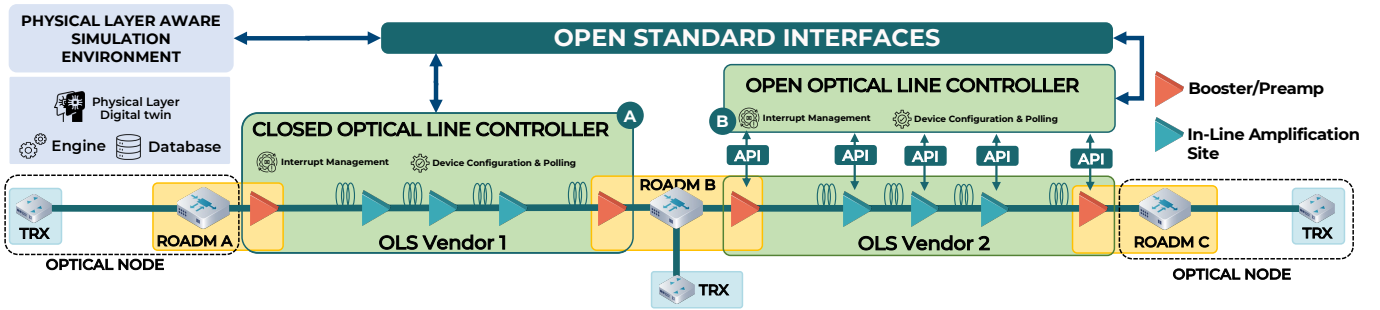 PHYSICAL LAYER AWARE
SIMULATION
ENVIRONMENT
Physical Layer
Digital twin
Engine
Database
OPEN STANDARD INTERFACES
CLOSED OPTICAL LINE CONTROLLER
A
Interrupt Management
Device Configuration & Polling
OPEN OPTICAL LINE CONTROLLER
B
Interrupt Management
Device Configuration & Polling
API
API
API
API
API
Booster/Preamp
In-Line Amplification
Site
TRX
ROADM A
OPTICAL NODE
OLS Vendor 1
ROADM B
TRX
OLS Vendor 2
ROADM C
TRX
OPTICAL NODE